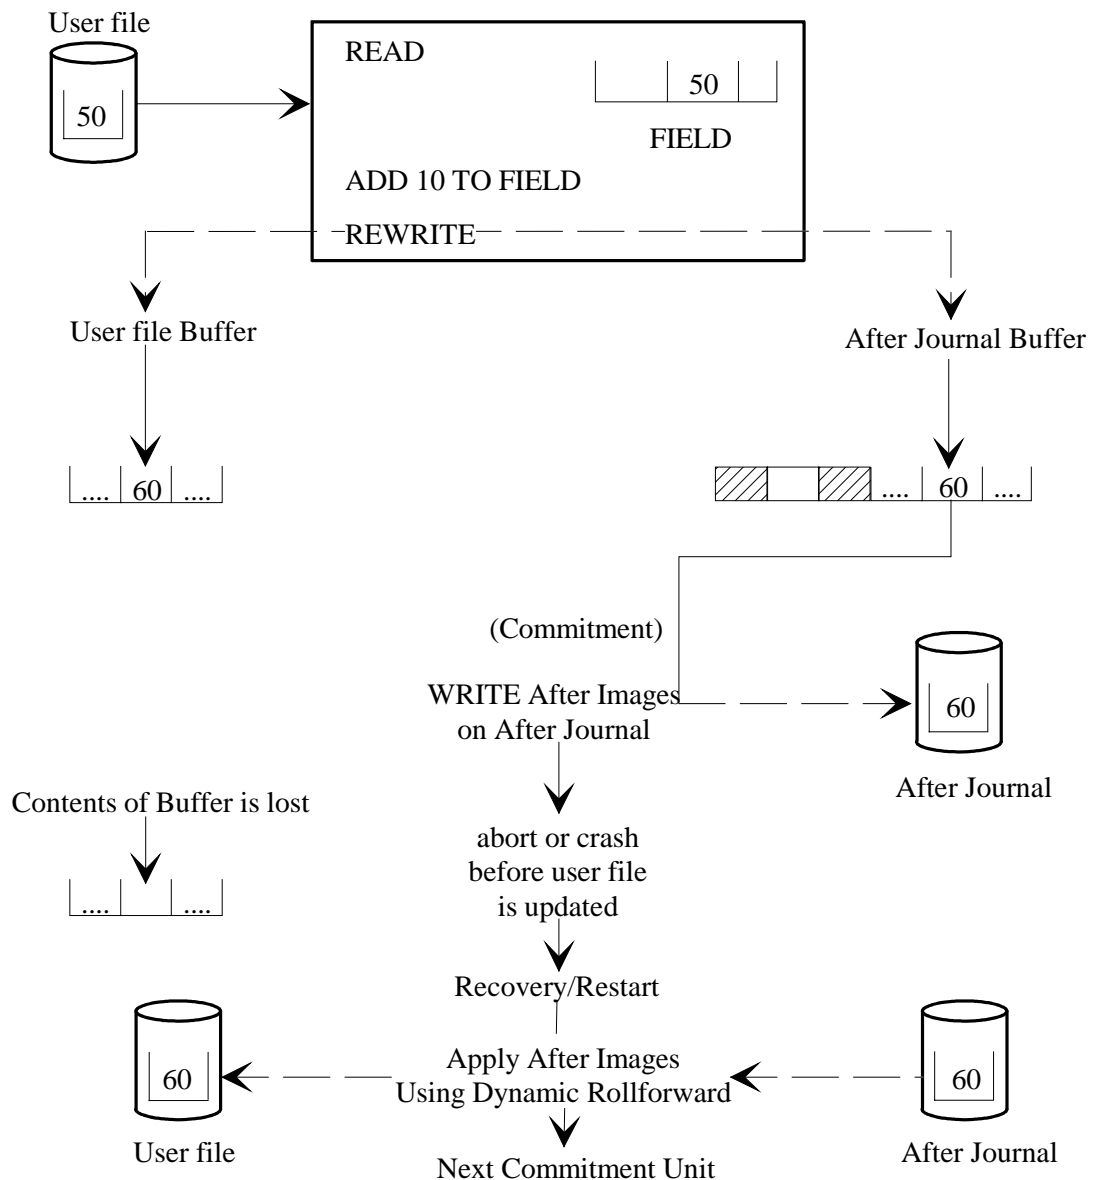 User file
50
READ
50
FIELD
ADD 10 TO FIELD
REWRITE
User file Buffer
After Journal Buffer
.... 60 ....
.... 60 ....
(Commitment)
WRITE After Images
on After Journal
60
After Journal
Contents of Buffer is lost
.... ....
abort or crash
before user file
is updated
Recovery/Restart
60
User file
Apply After Images
Using Dynamic Rollforward
60
After Journal
Next Commitment Unit